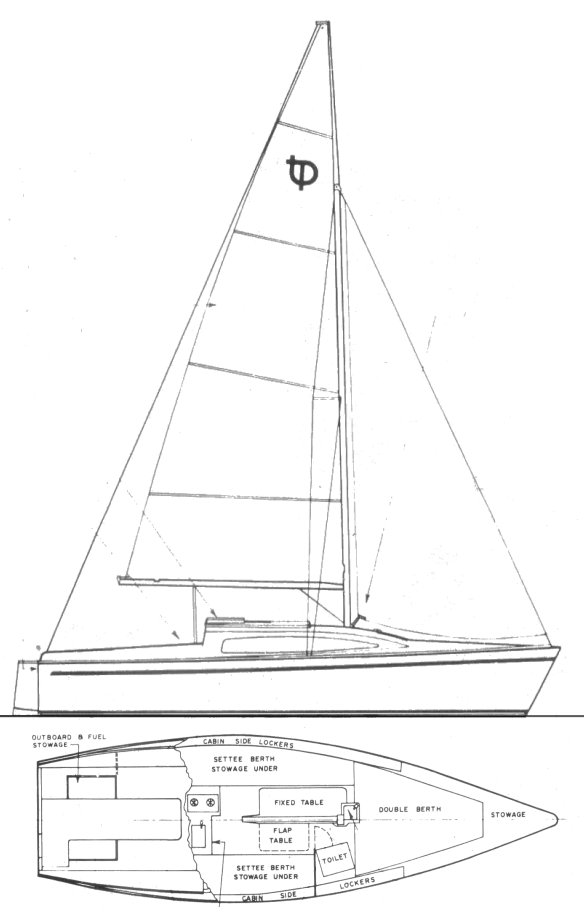 OUTBOARD & FUEL
STOWAGE
CABIN SIDE LOCKERS
SETTEE BERTH
STOWAGE UNDER
FIXED TABLE
DOUBLE BERTH
STOWAGE
FLAP
TABLE
TOILET
SETTEE BERTH
STOWAGE UNDER
LOCKERS
CABIN SIDE